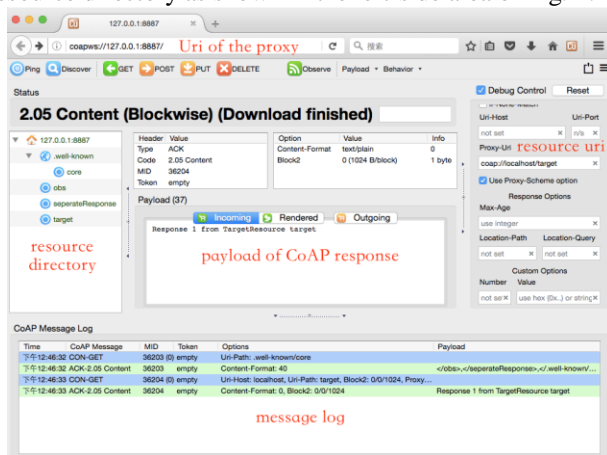 127.0.0.1:8887
coapws://127.0.0.1:8887/
Uri of the proxy
搜索
Ping Discover GET POST PUT DELETE Observe Payload Behavior
Status
Debug Control Reset
2.05 Content (Blockwise) (Download finished)
Uri-Host Uri-Port
not set n/s
Proxy-Uri resource uri
coap://localhost/target
Use Proxy-Scheme option
Response Options
Max-Age
use integer
Location-Path Location-Query
not set not set
Custom Options
Number Value
not se use hex (0x..) or string
127.0.0.1:8887
.well-known
core
obs
seperateResponse
target
resource
directory
Header Value
Type ACK
Code 2.05 Content
MID 36204
Token empty
Option Value Info
Content-Format text/plain 0
Block2 0 (1024 B/block) 1 byte
Payload (37)
Incoming Rendered Outgoing
Response 1 from TargetResource target
payload of CoAP response
CoAP Message Log
Time CoAP Message MID Token Options Payload
下午12:46:32 CON-GET 36203 (0) empty Uri-Path: .well-known/core
下午12:46:32 ACK-2.05 Content 36203 empty Content-Format: 40 </obs>,</seperateResponse>,</.well-known/...
下午12:46:33 CON-GET 36204 (0) empty Uri-Host: localhost, Uri-Path: target, Block2: 0/0/1024, Proxy...
下午12:46:33 ACK-2.05 Content 36204 empty Content-Format: 0, Block2: 0/0/1024 Response 1 from TargetResource target
message log